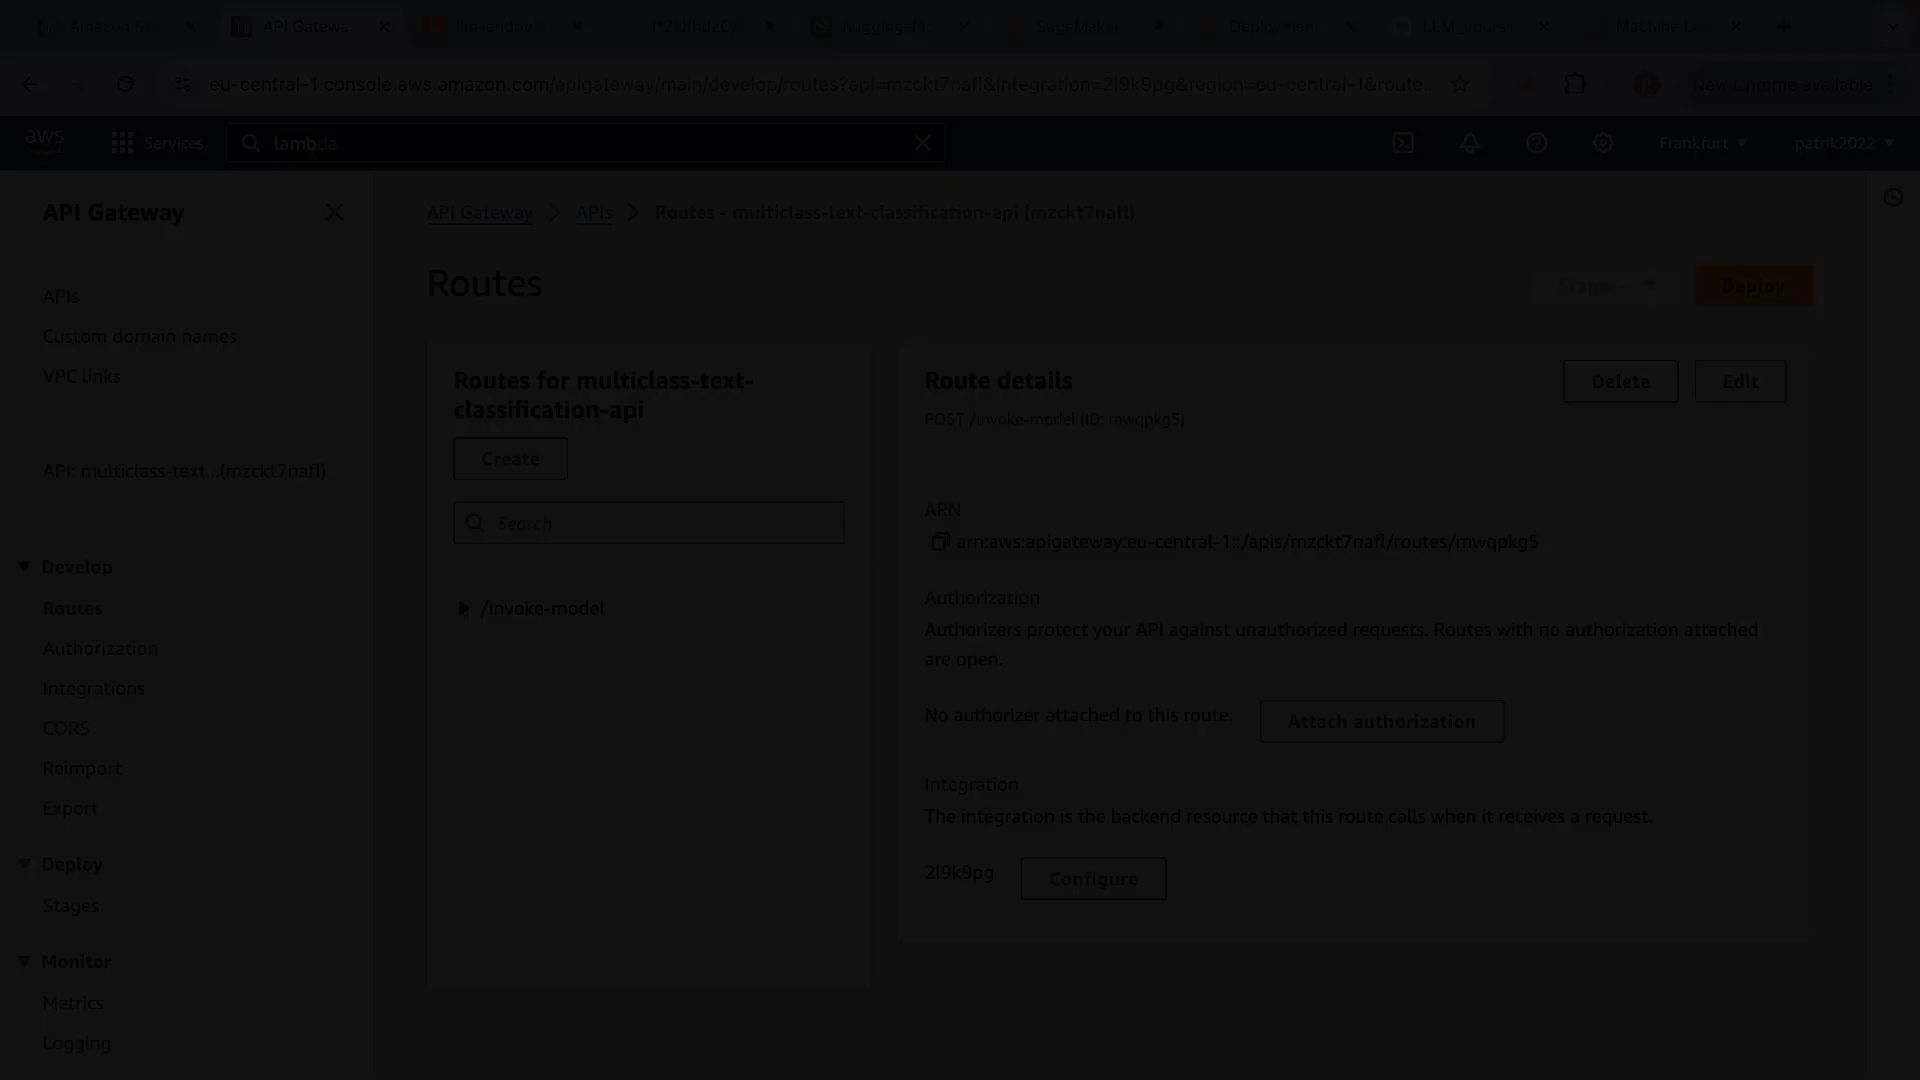 Amazon Sa
API Gatewa
llm-endpoi
hugging-fac
SageMaker
Deploymen
LLM_course
Machine Le
eu-central-1.console.aws.amazon.com/apigateway/main/develop/routes?api=mzckt7nafl&integration=2l9k9pg&region=eu-central-1&route...
New Chrome available
aws
Services
lambda
Frankfurt
patrik2022
API Gateway
API Gateway
APIs
Routes - multiclass-text-classification-api (mzckt7nafl)
Routes
Stage: -
Deploy
APIs
Custom domain names
VPC links
API: multiclass-text...(mzckt7nafl)
Develop
Routes
Authorization
Integrations
CORS
Reimport
Export
Deploy
Stages
Monitor
Metrics
Logging
Routes for multiclass-text-
classification-api
Create
Search
/invoke-model
Route details
Delete
Edit
POST /invoke-model (ID: mwqpkg5)
ARN
arn:aws:apigateway:eu-central-1::/apis/mzckt7nafl/routes/mwqpkg5
Authorization
Authorizers protect your API against unauthorized requests. Routes with no authorization attached
are open.
No authorizer attached to this route.
Attach authorization
Integration
The integration is the backend resource that this route calls when it receives a request.
2l9k9pg
Configure